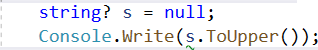 string? s = null;
Console.Write(s.ToUpper());